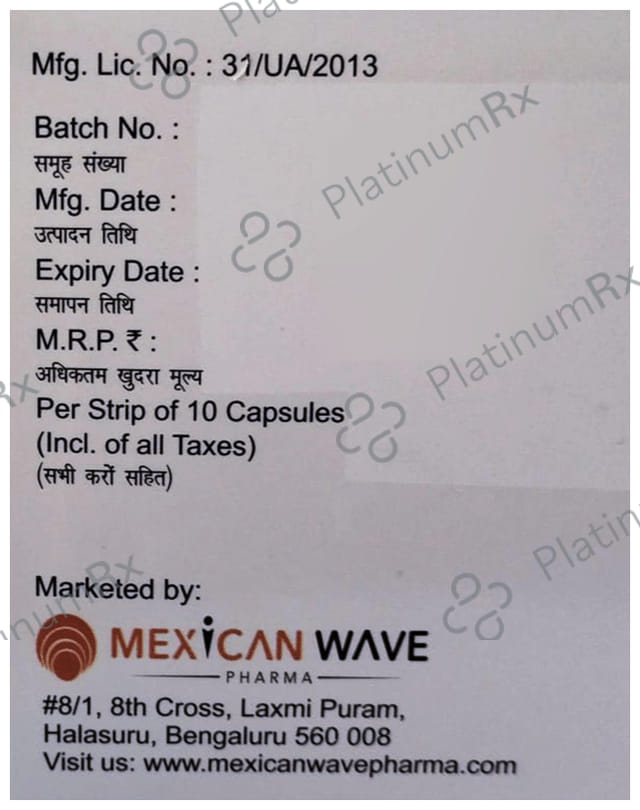 Mfg. Lic. No. : 31/UA/2013
Batch No. :
समूह संख्या
Mfg. Date :
उत्पादन तिथि
Expiry Date :
समापन तिथि
M.R.P. ₹ :
अधिकतम खुदरा मूल्य
Per Strip of 10 Capsules
(Incl. of all Taxes)
(सभी करों सहित)
Marketed by:
MEXICAN WAVE
PHARMA
#8/1, 8th Cross, Laxmi Puram,
Halasuru, Bengaluru 560 008
Visit us: www.mexicanwavepharma.com
PlatinumRx
PlatinumRx